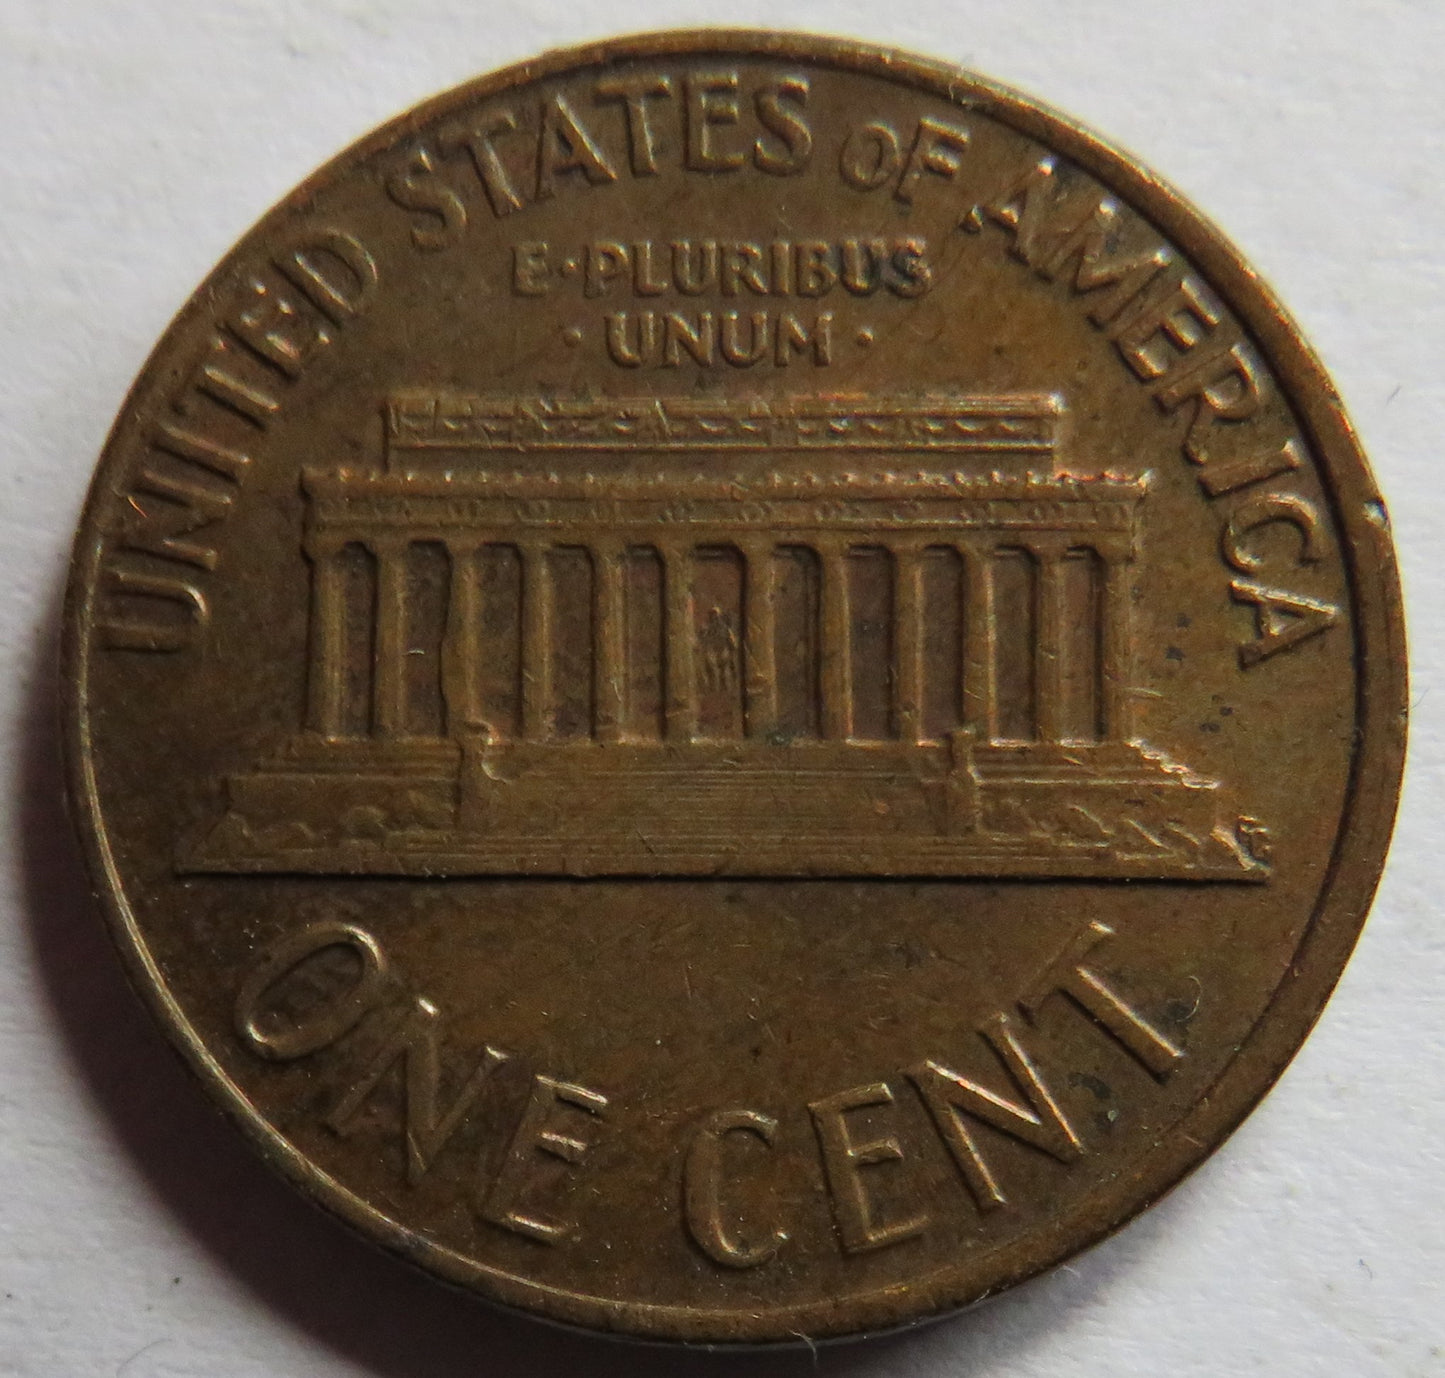 UNITED STATES OF AMERICA
E·PLURIBUS
·UNUM·
ONE CENT